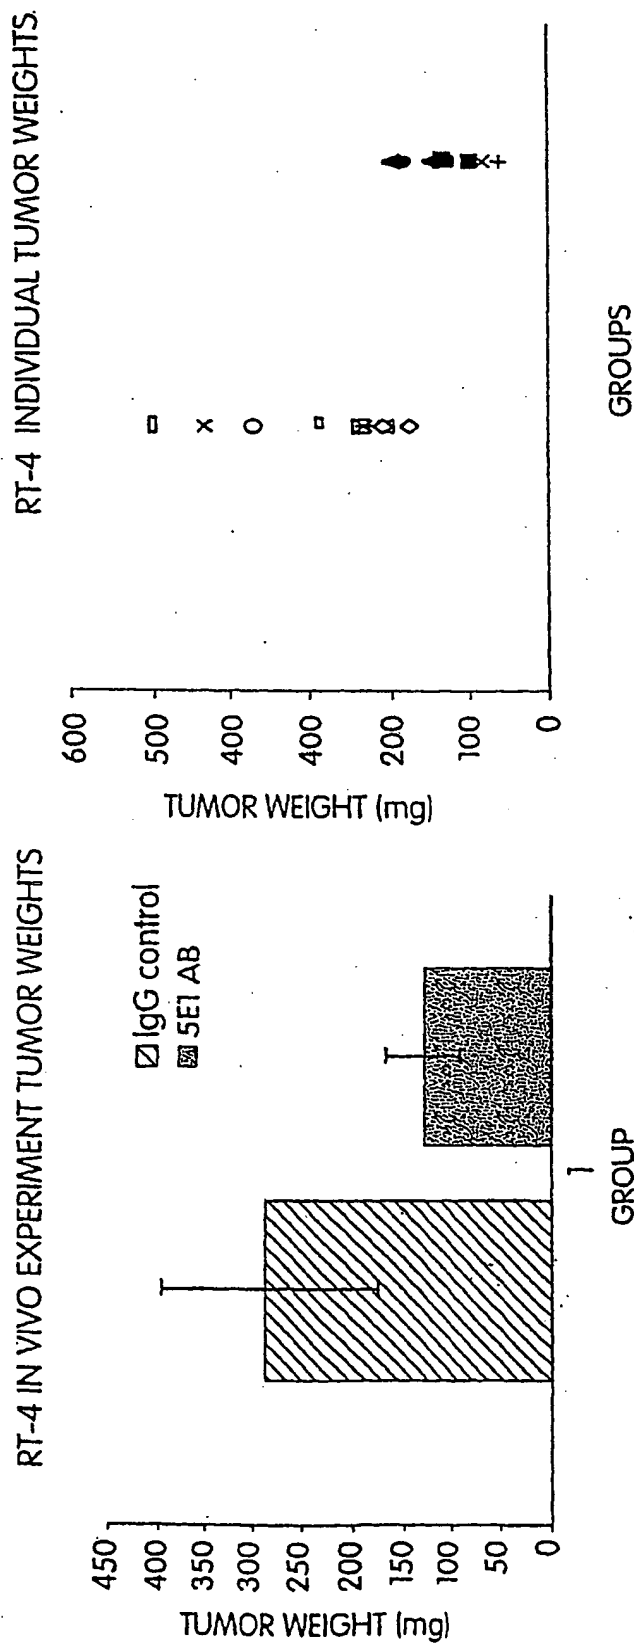 RT-4 IN VIVO EXPERIMENT TUMOR WEIGHTS
TUMOR WEIGHT (mg)
450
400
350
300
250
200
150
100
50
0
IgG control
5E1 AB
1
GROUP
RT-4 INDIVIDUAL TUMOR WEIGHTS.
TUMOR WEIGHT (mg)
600
500
400
400
200
100
0
GROUPS